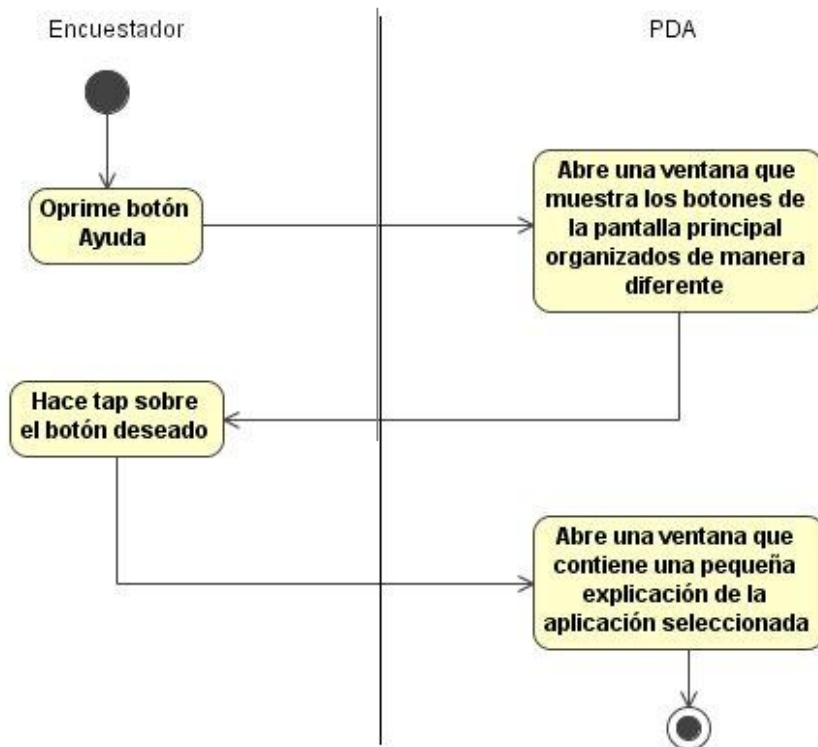 Encuestador
PDA
Oprime botón
Ayuda
Abre una ventana que
muestra los botones de
la pantalla principal
organizados de manera
diferente
Hace tap sobre
el botón deseado
Abre una ventana que
contiene una pequeña
explicación de la
aplicación seleccionada